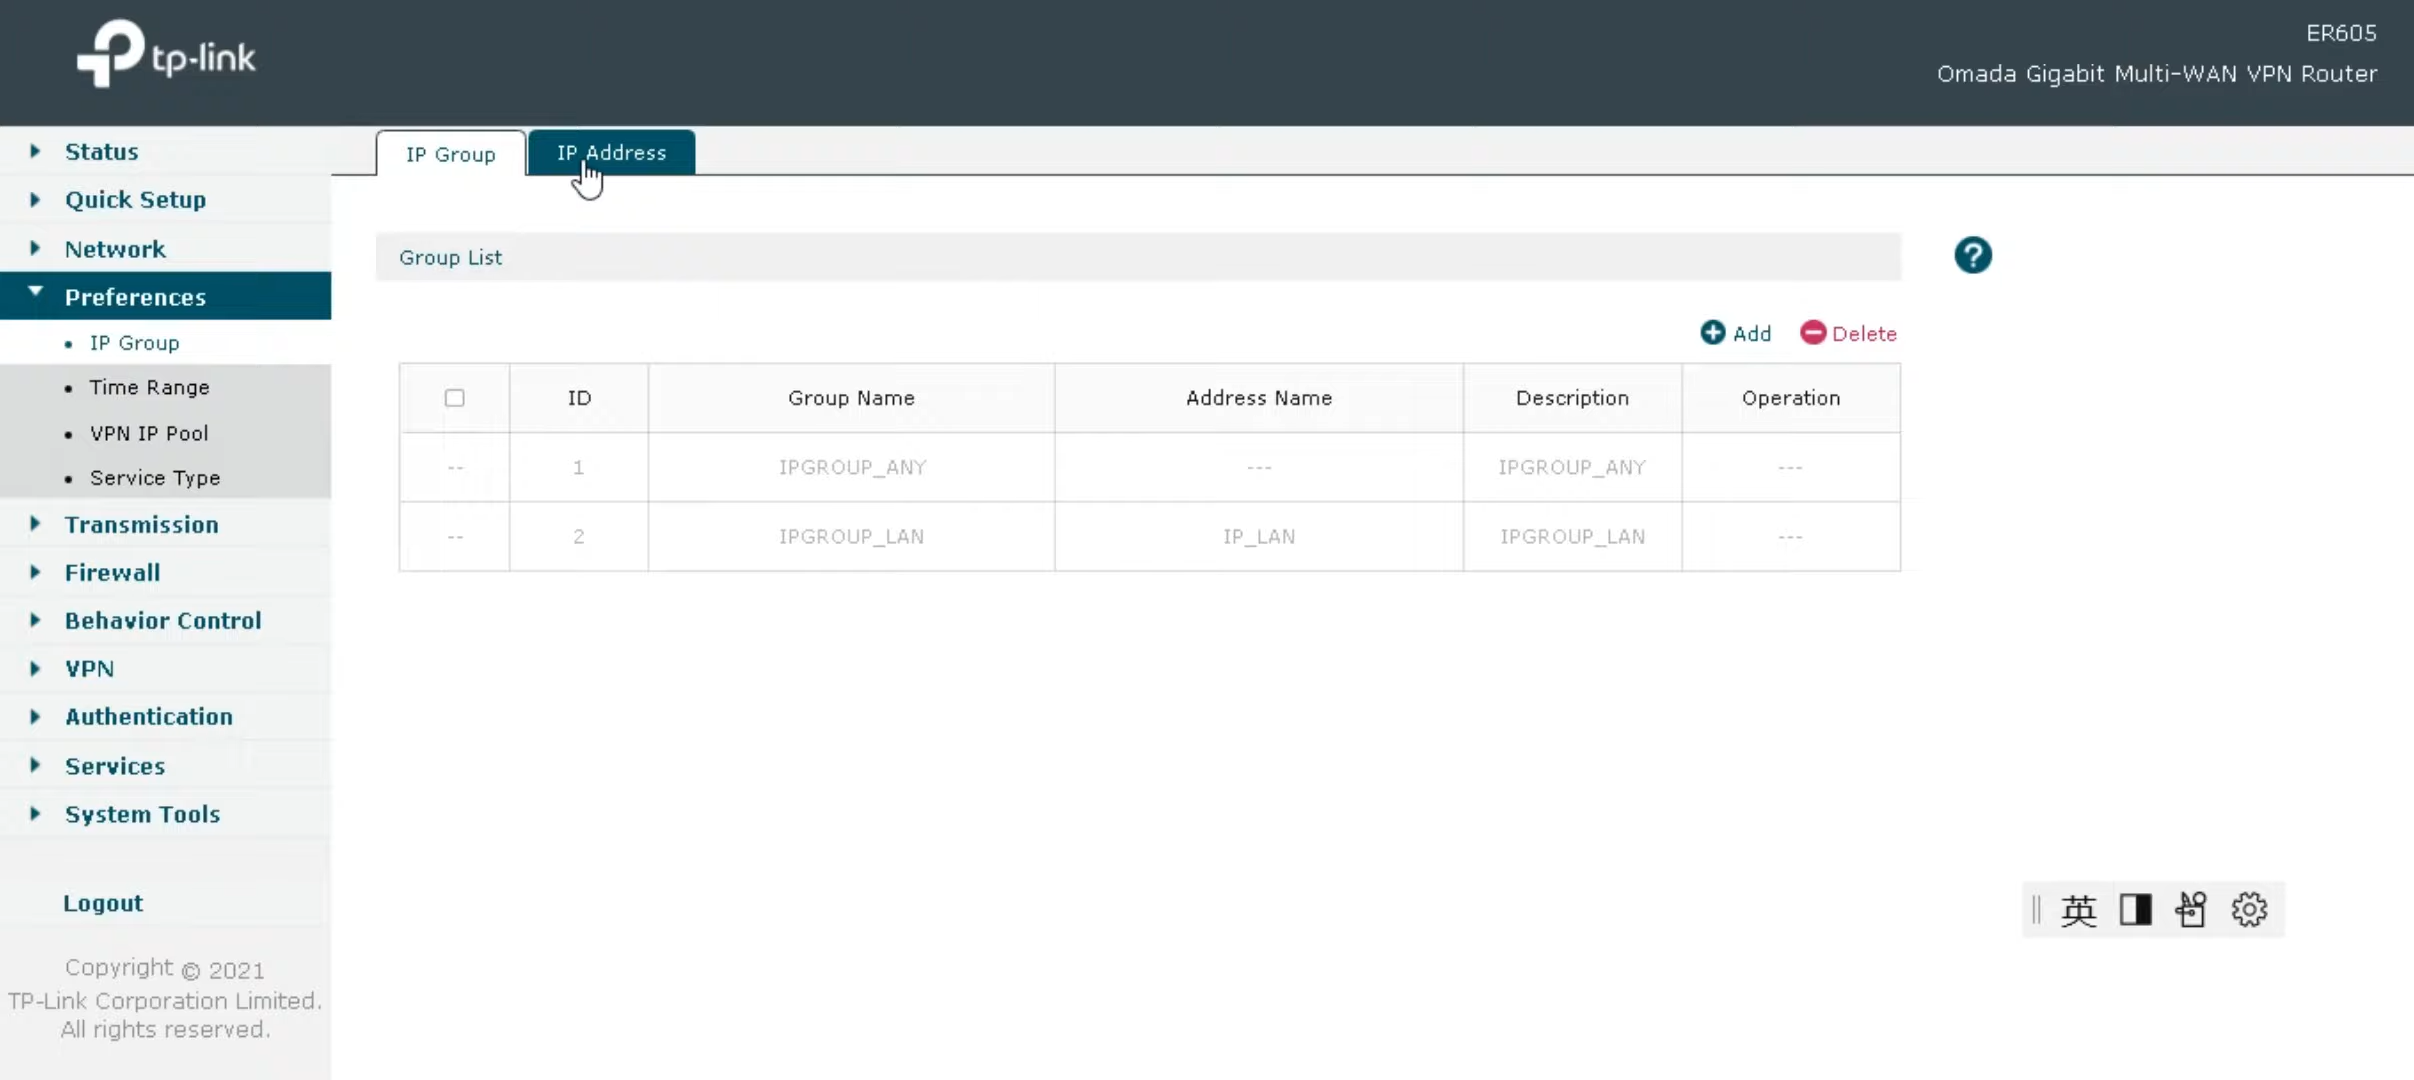 tp-link
ER605
Omada Gigabit Multi-WAN VPN Router
Status
Quick Setup
Network
Preferences
IP Group
Time Range
VPN IP Pool
Service Type
Transmission
Firewall
Behavior Control
VPN
Authentication
Services
System Tools
Logout
Copyright © 2021
TP-Link Corporation Limited.
All rights reserved.
IP Group IP Address
Group List
?
Add Delete
ID Group Name Address Name Description Operation
-- 1 IPGROUP_ANY --- IPGROUP_ANY ---
-- 2 IPGROUP_LAN IP_LAN IPGROUP_LAN ---
英